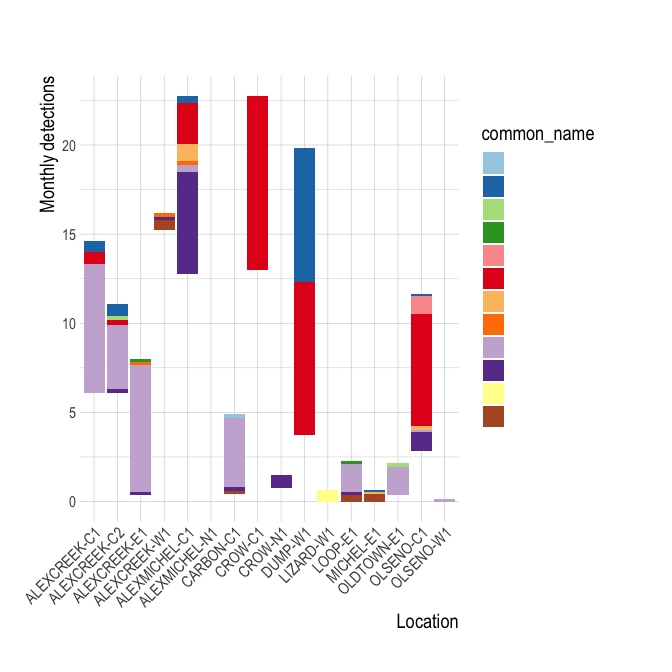 Monthly detections
20
15
10
5
0
ALEXCREEK-C1
ALEXCREEK-C2
ALEXCREEK-E1
ALEXCREEK-W1
ALEXMICHEL-C1
ALEXMICHEL-N1
CARBON-C1
CROW-C1
CROW-N1
DUMP-W1
LIZARD-W1
LOOP-E1
MICHEL-E1
OLDTOWN-E1
OLSENO-C1
OLSENO-W1
Location
common_name